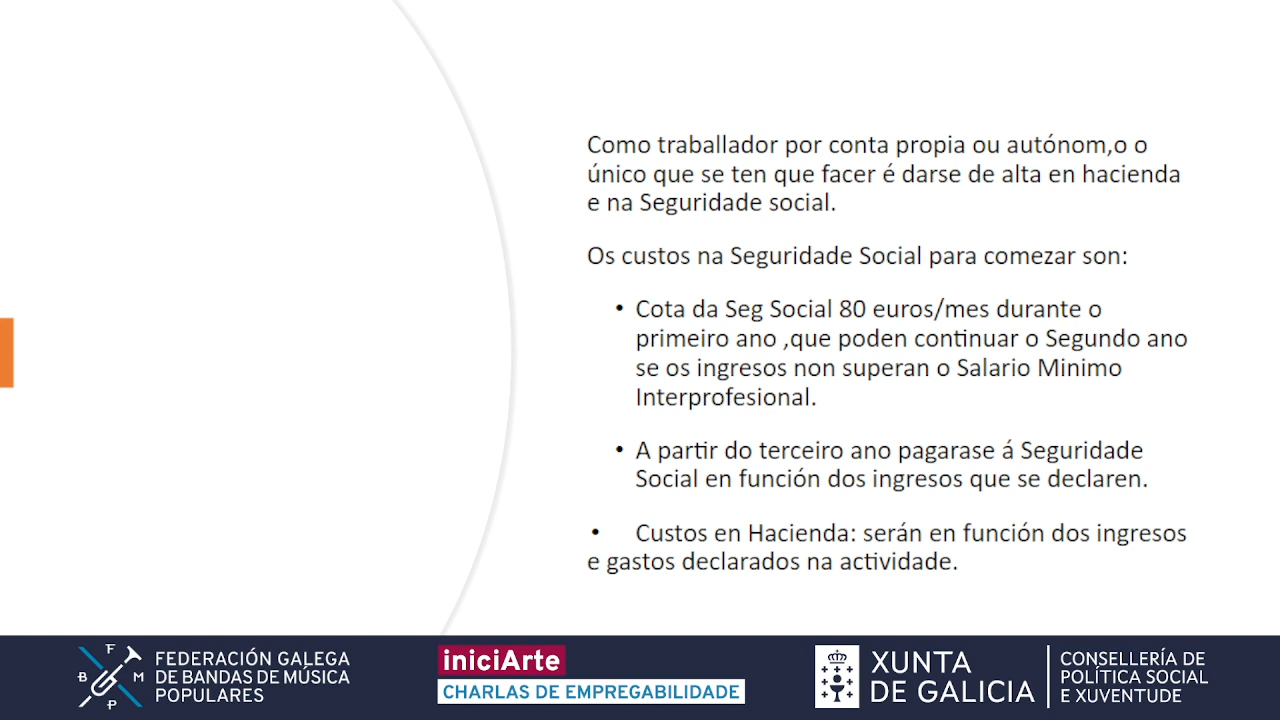 Como traballador por conta propia ou autónom,o o
único que se ten que facer é darse de alta en hacienda
e na Seguridade social.
Os custos na Seguridade Social para comezar son:
• Cota da Seg Social 80 euros/mes durante o
primeiro ano ,que poden continuar o Segundo ano
se os ingresos non superan o Salario Minimo
Interprofesional.
• A partir do terceiro ano pagarase á Seguridade
Social en función dos ingresos que se declaren.
• Custos en Hacienda: serán en función dos ingresos
e gastos declarados na actividade.
F
B M
P
FEDERACIÓN GALEGA
DE BANDAS DE MÚSICA
POPULARES
iniciArte
CHARLAS DE EMPREGABILIDADE
XUNTA
DE GALICIA
CONSELLERÍA DE
POLÍTICA SOCIAL
E XUVENTUDE